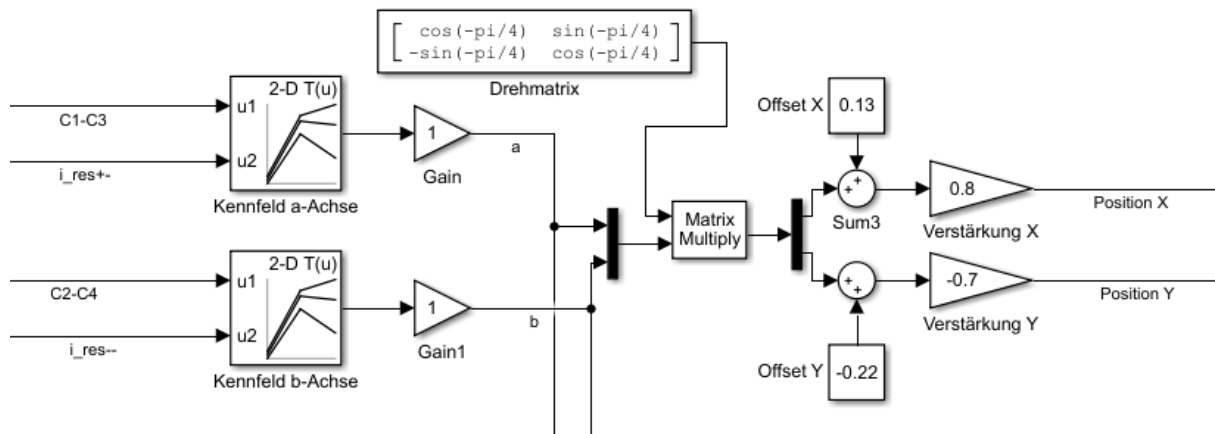 cos(-pi/4) sin(-pi/4)
-sin(-pi/4) cos(-pi/4)
Drehmatrix
2-D T(u)
u1
u2
C1-C3
i_res+-
Kennfeld a-Achse
1
Gain
a
2-D T(u)
u1
u2
C2-C4
i_res--
Kennfeld b-Achse
1
Gain1
b
Matrix
Multiply
Offset X
0.13
+
+
Sum3
0.8
Verstärkung X
Position X
+
+
-0.7
Verstärkung Y
Position Y
Offset Y
-0.22